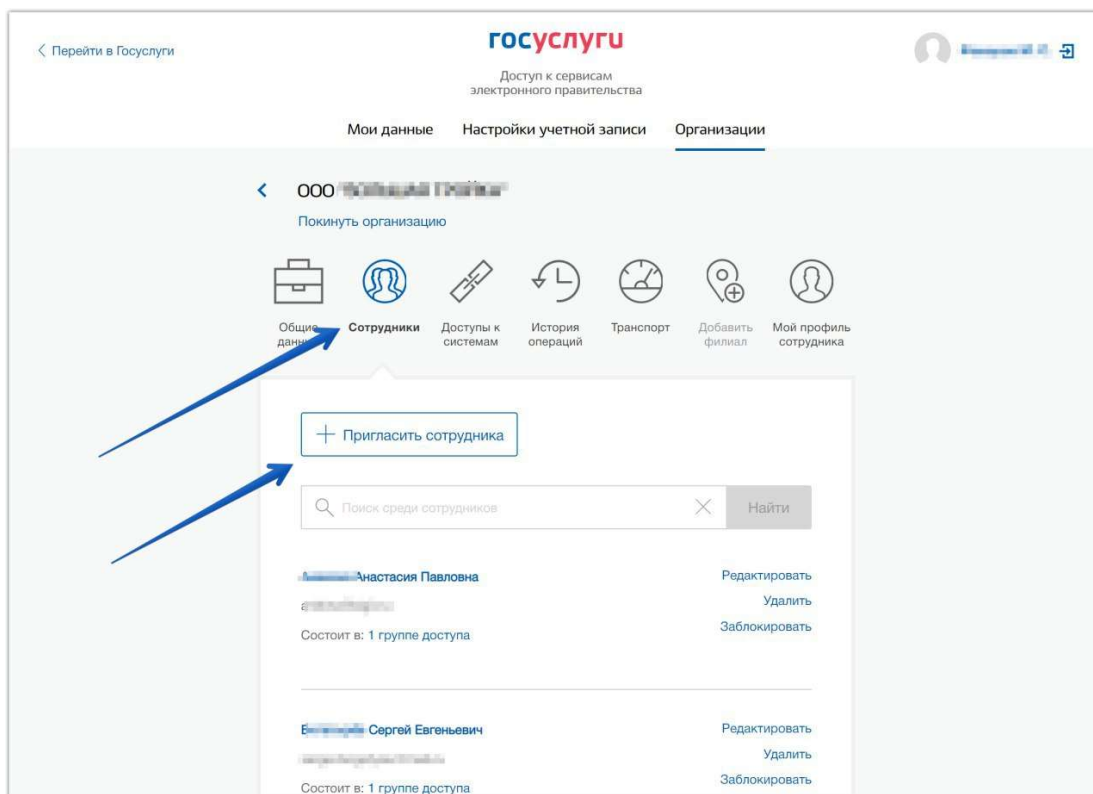 Перейти в Госуслуги
госуслуги
Доступ к сервисам
электронного правительства
Мои данные Настройки учетной записи Организации
ООО
Покинуть организацию
Общие
Сотрудники
Доступы к
системам
История
операций
Транспорт
Добавить
филиал
Мой профиль
сотрудника
Пригласить сотрудника
Поиск среди сотрудников
Найти
Анастасия Павловна
Редактировать
Удалить
Состоит в: 1 группе доступа
Заблокировать
Сергей Евгеньевич
Редактировать
Удалить
Состоит в: 1 группе доступа
Заблокировать